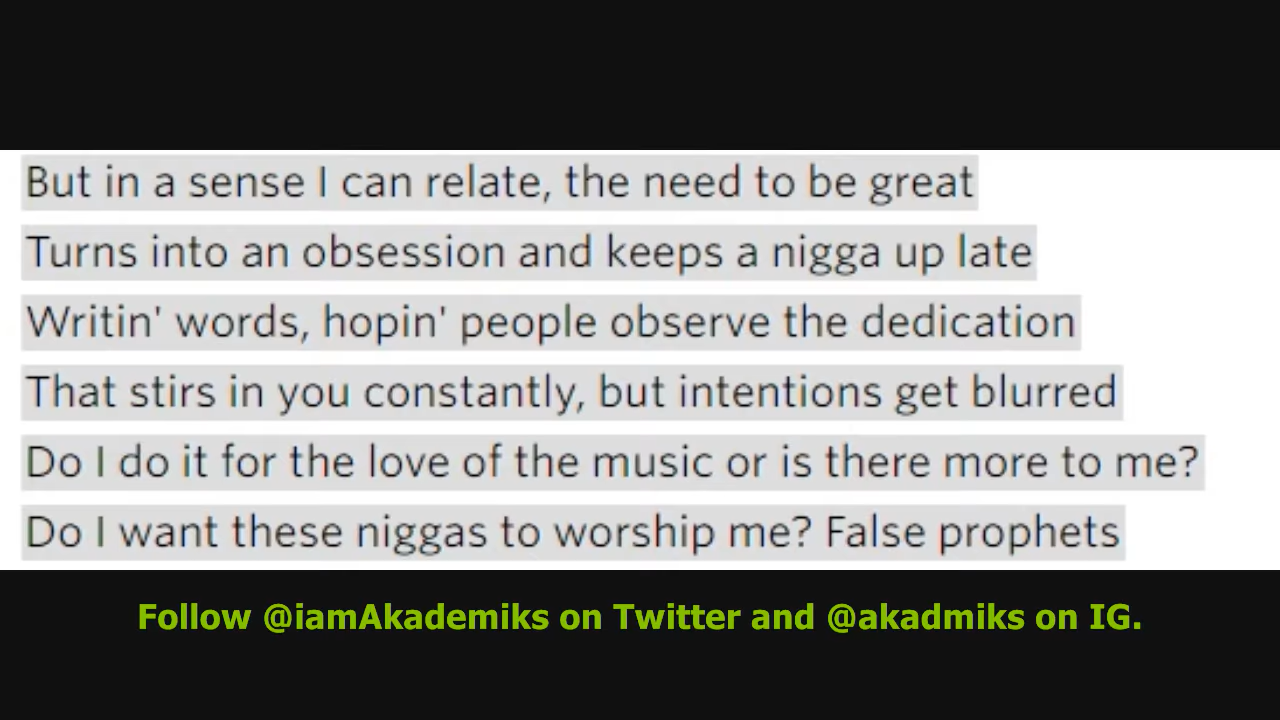 But in a sense I can relate, the need to be great
Turns into an obsession and keeps a nigga up late
Writin' words, hopin' people observe the dedication
That stirs in you constantly, but intentions get blurred
Do I do it for the love of the music or is there more to me?
Do I want these niggas to worship me? False prophets
Follow @iamAkademiks on Twitter and @akadmiks on IG.